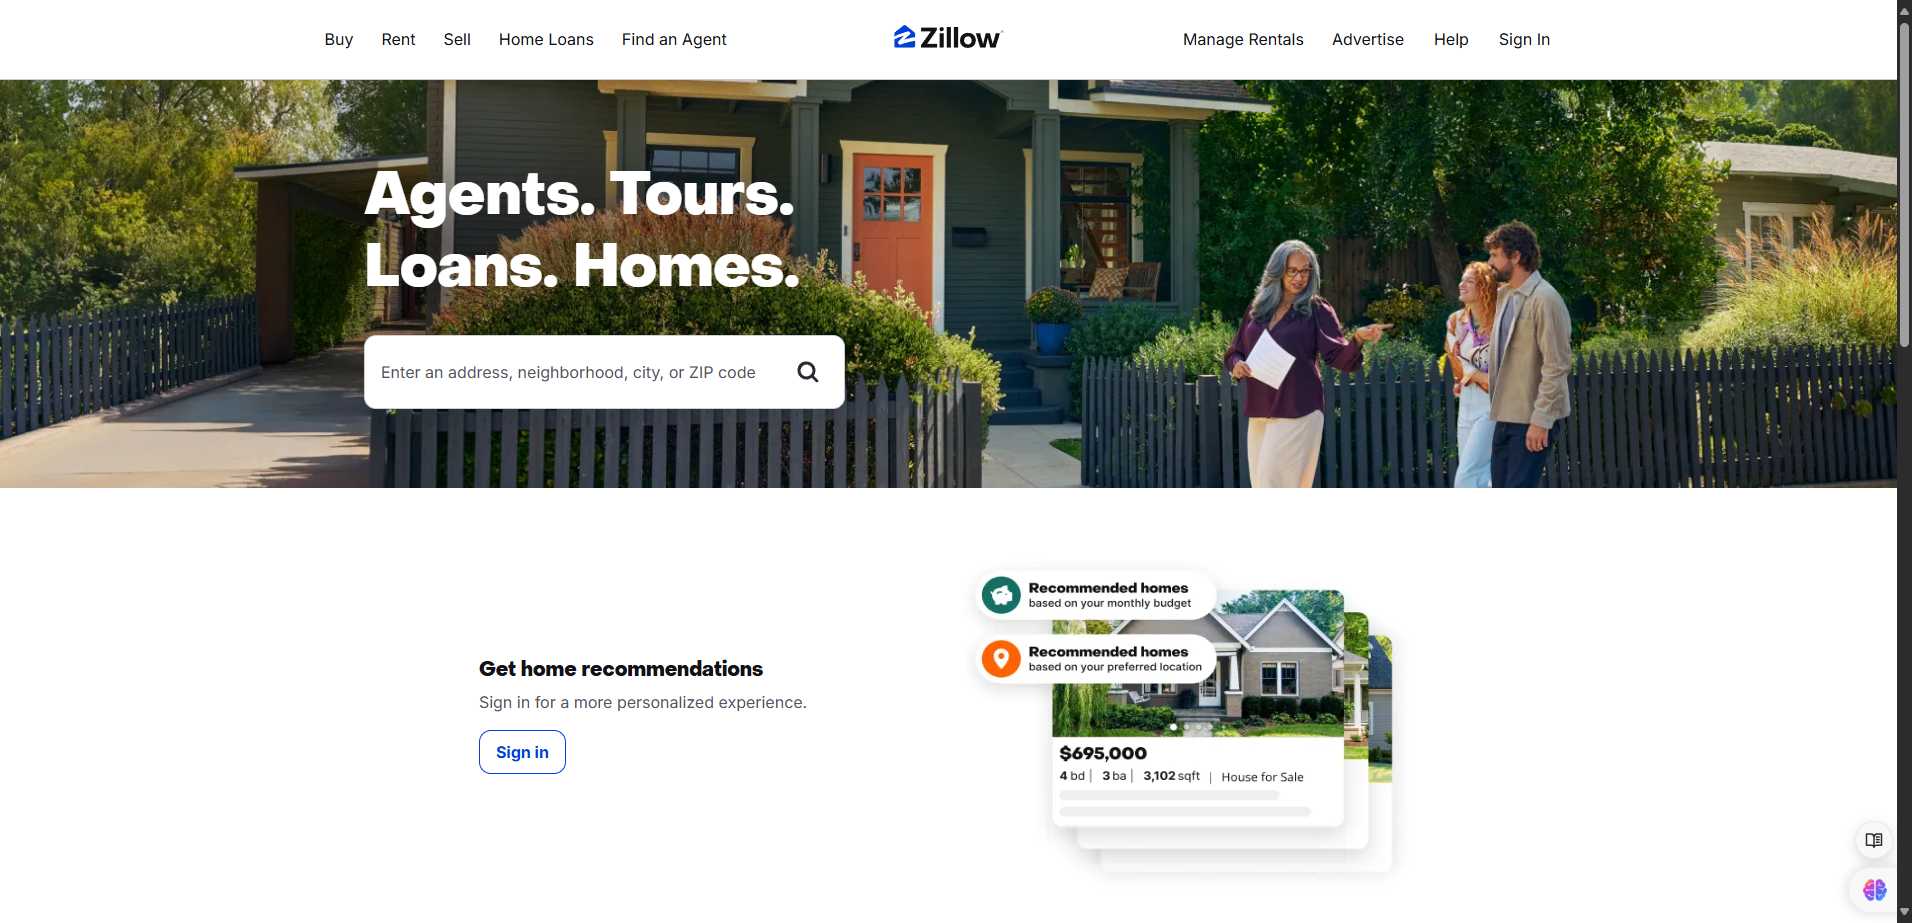 Buy
Rent
Sell
Home Loans
Find an Agent
Zillow
Manage Rentals
Advertise
Help
Sign In
Agents. Tours.
Loans. Homes.
Enter an address, neighborhood, city, or ZIP code
Get home recommendations
Sign in for a more personalized experience.
Sign in
Recommended homes
based on your monthly budget
Recommended homes
based on your preferred location
$695,000
4 bd | 3 ba | 3,102 sqft | House for Sale